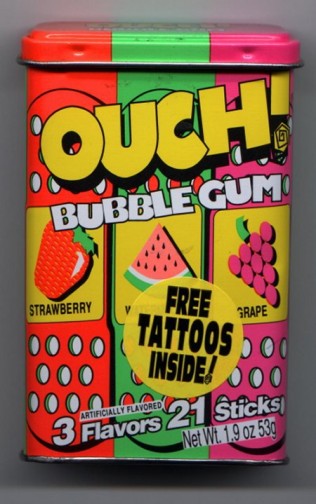 OUCH!
BUBBLE GUM
STRAWBERRY
GRAPE
FREE
TATTOOS
INSIDE!
ARTIFICIALLY FLAVORED
3 Flavors 21 Sticks
Net Wt. 1.9 oz 53g